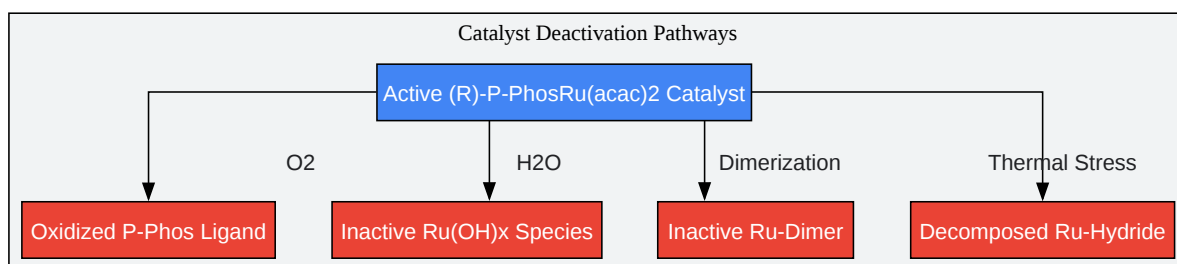 Catalyst Deactivation Pathways
Active (R)-P-PhosRu(acac)2 Catalyst
O2
H2O
Dimerization
Thermal Stress
Oxidized P-Phos Ligand
Inactive Ru(OH)x Species
Inactive Ru-Dimer
Decomposed Ru-Hydride